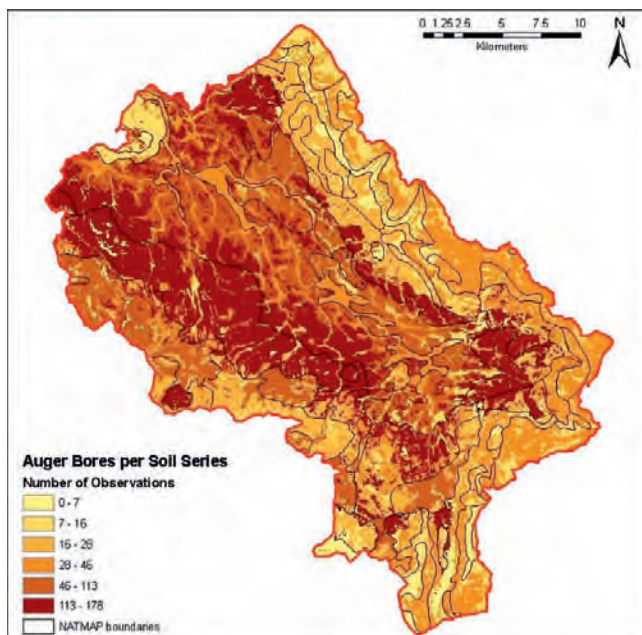 0 1.25 2.5 5 7.5 10
Kilometers
N
Auger Bores per Soil Series
Number of Observations
0 - 7
7 - 16
16 - 28
28 - 46
46 - 113
113 - 178
NATMAP boundaries